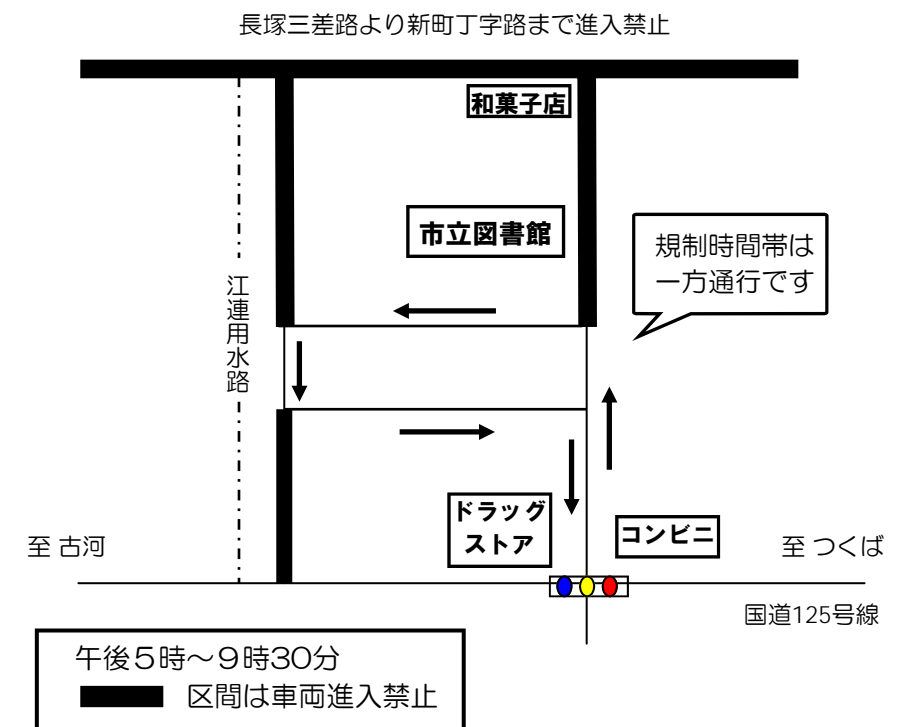 長塚三差路より新町丁字路まで進入禁止
和菓子店
市立図書館
規制時間帯は
一方通行です
江連用水路
ドラッグ
ストア
コンビニ
至 古河
至 つくば
国道125号線
午後5時～9時30分
区間は車両進入禁止